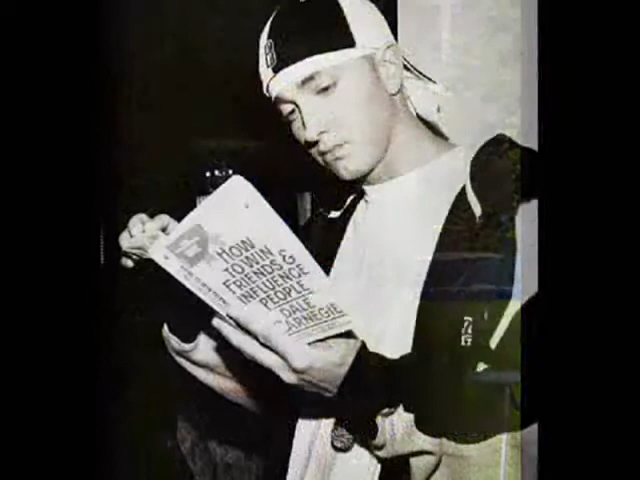 HOW
TO WIN
FRIENDS &
INFLUENCE
PEOPLE
DALE
CARNEGIE